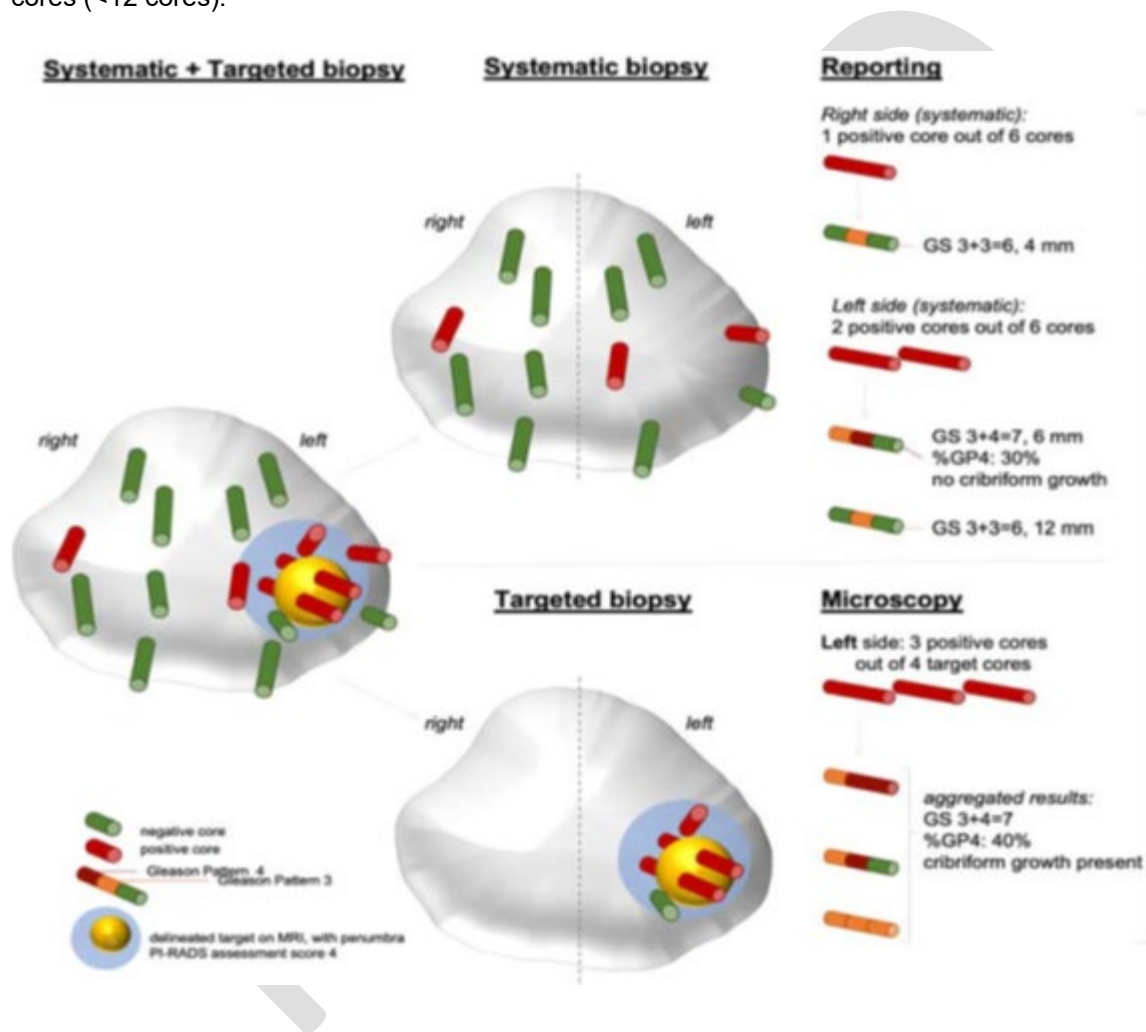 cores (<12 cores).
Systematic + Targeted biopsy
Systematic biopsy
Reporting
Right side (systematic):
1 positive core out of 6 cores
GS 3+3=6, 4 mm
right
left
Left side (systematic):
2 positive cores out of 6 cores
GS 3+4=7, 6 mm
%GP4: 30%
no cribriform growth
GS 3+3=6, 12 mm
right
left
Targeted biopsy
Microscopy
Left side: 3 positive cores
out of 4 target cores
right
left
aggregated results:
GS 3+4=7
%GP4: 40%
cribriform growth present
negative core
positive core
Gleason Pattern 4
Gleason Pattern 3
delineated target on MRI, with penumbra
PI-RADS assessment score 4